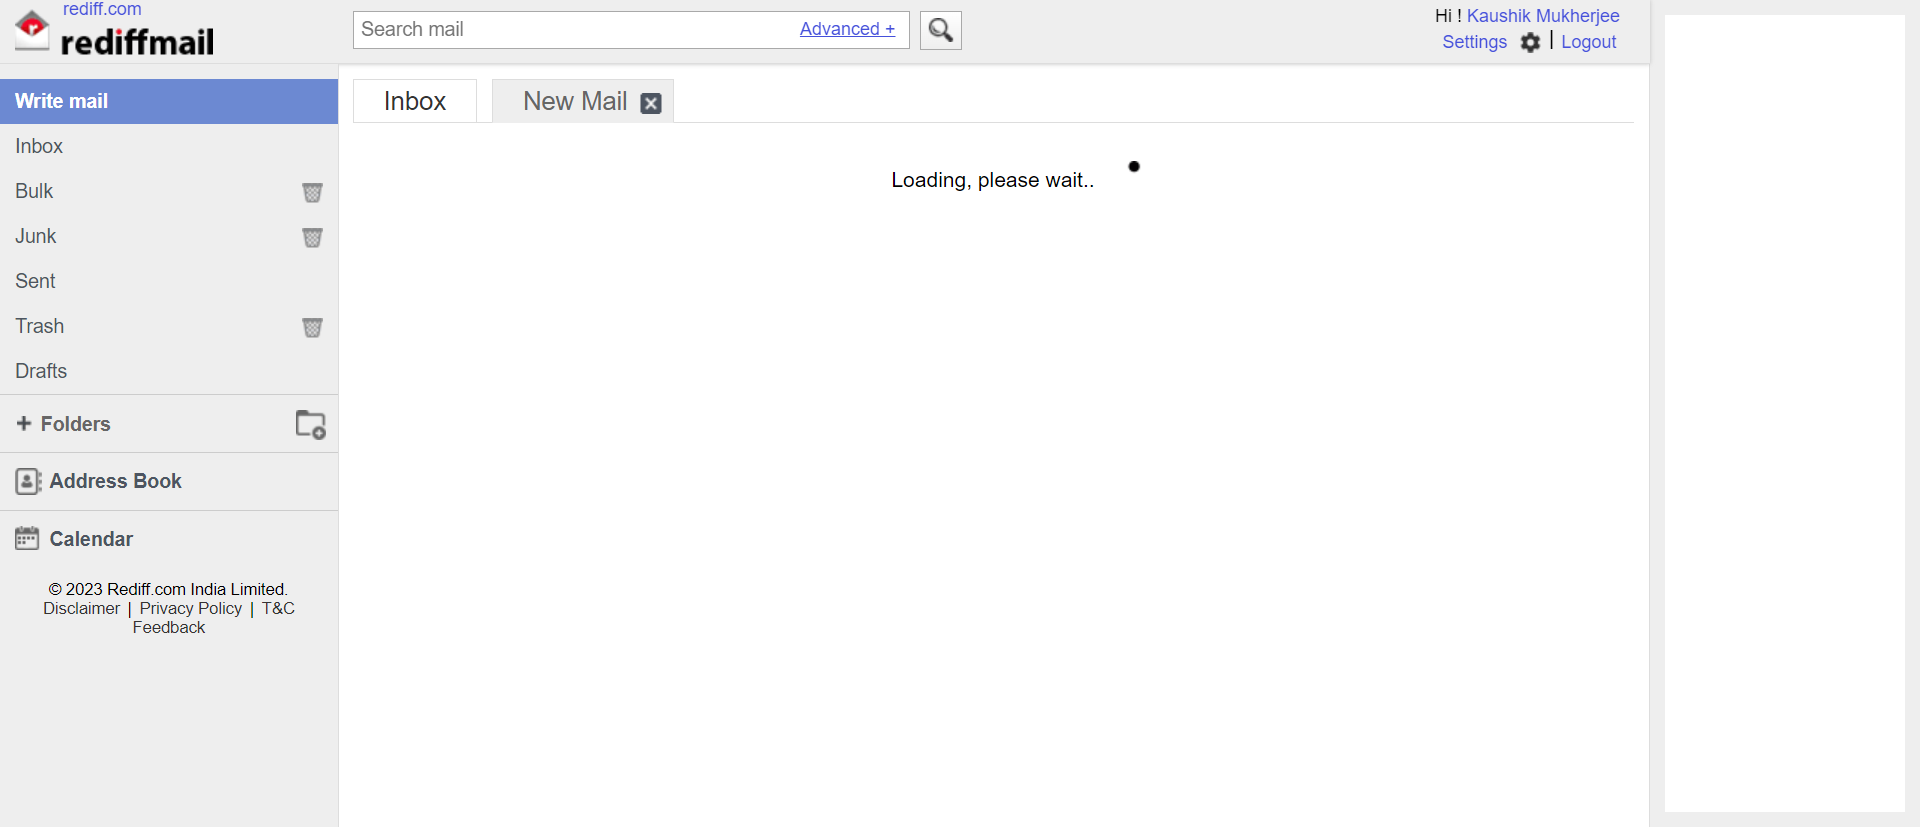 rediff.com
rediffmail
Search mail
Advanced +
Hi ! Kaushik Mukherjee
Settings | Logout
Write mail
Inbox
Bulk
Junk
Sent
Trash
Drafts
+ Folders
Address Book
Calendar
© 2023 Rediff.com India Limited.
Disclaimer | Privacy Policy | T&C
Feedback
Inbox
New Mail
Loading, please wait..